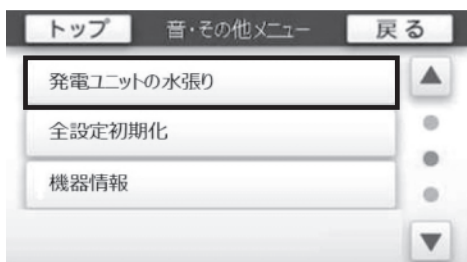 トップ 音・その他メニュー 戻る
発電ユニットの水張り
全設定初期化
機器情報